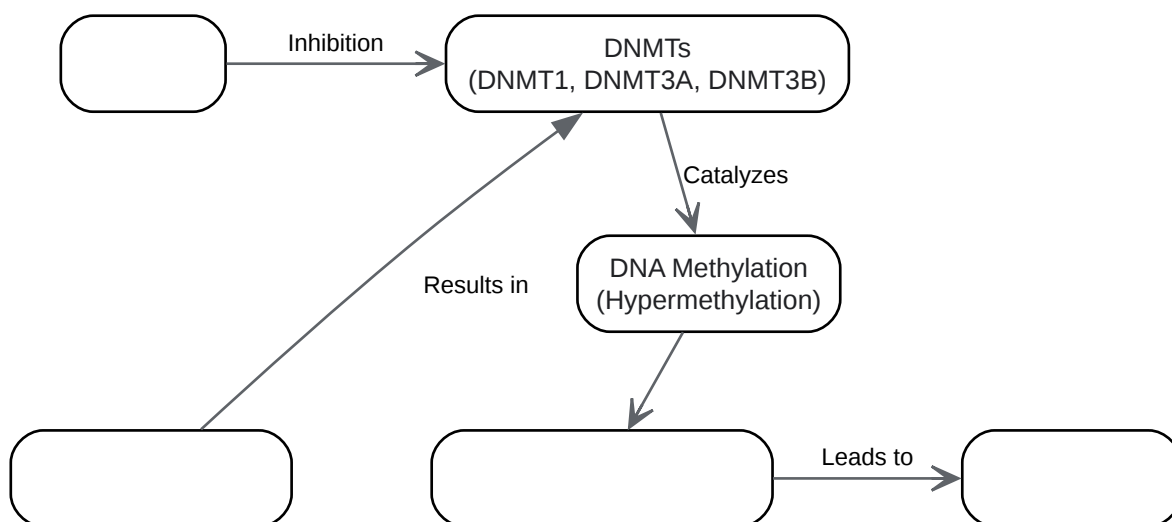 Inhibition
DNMTs
(DNMT1, DNMT3A, DNMT3B)
Catalyzes
DNA Methylation
(Hypermethylation)
Results in
Leads to